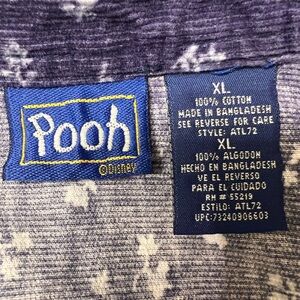 Pooh
©Disney
XL
100% COTTON
MADE IN BANGLADESH
SEE REVERSE FOR CARE
STYLE: ATL72
XL
100% ALGODON
HECHO EN BANGLADESH
VE EL REVERSO
PARA EL CUIDADO
RN# 55219
ESTILO: ATL72
UPC:73240906603